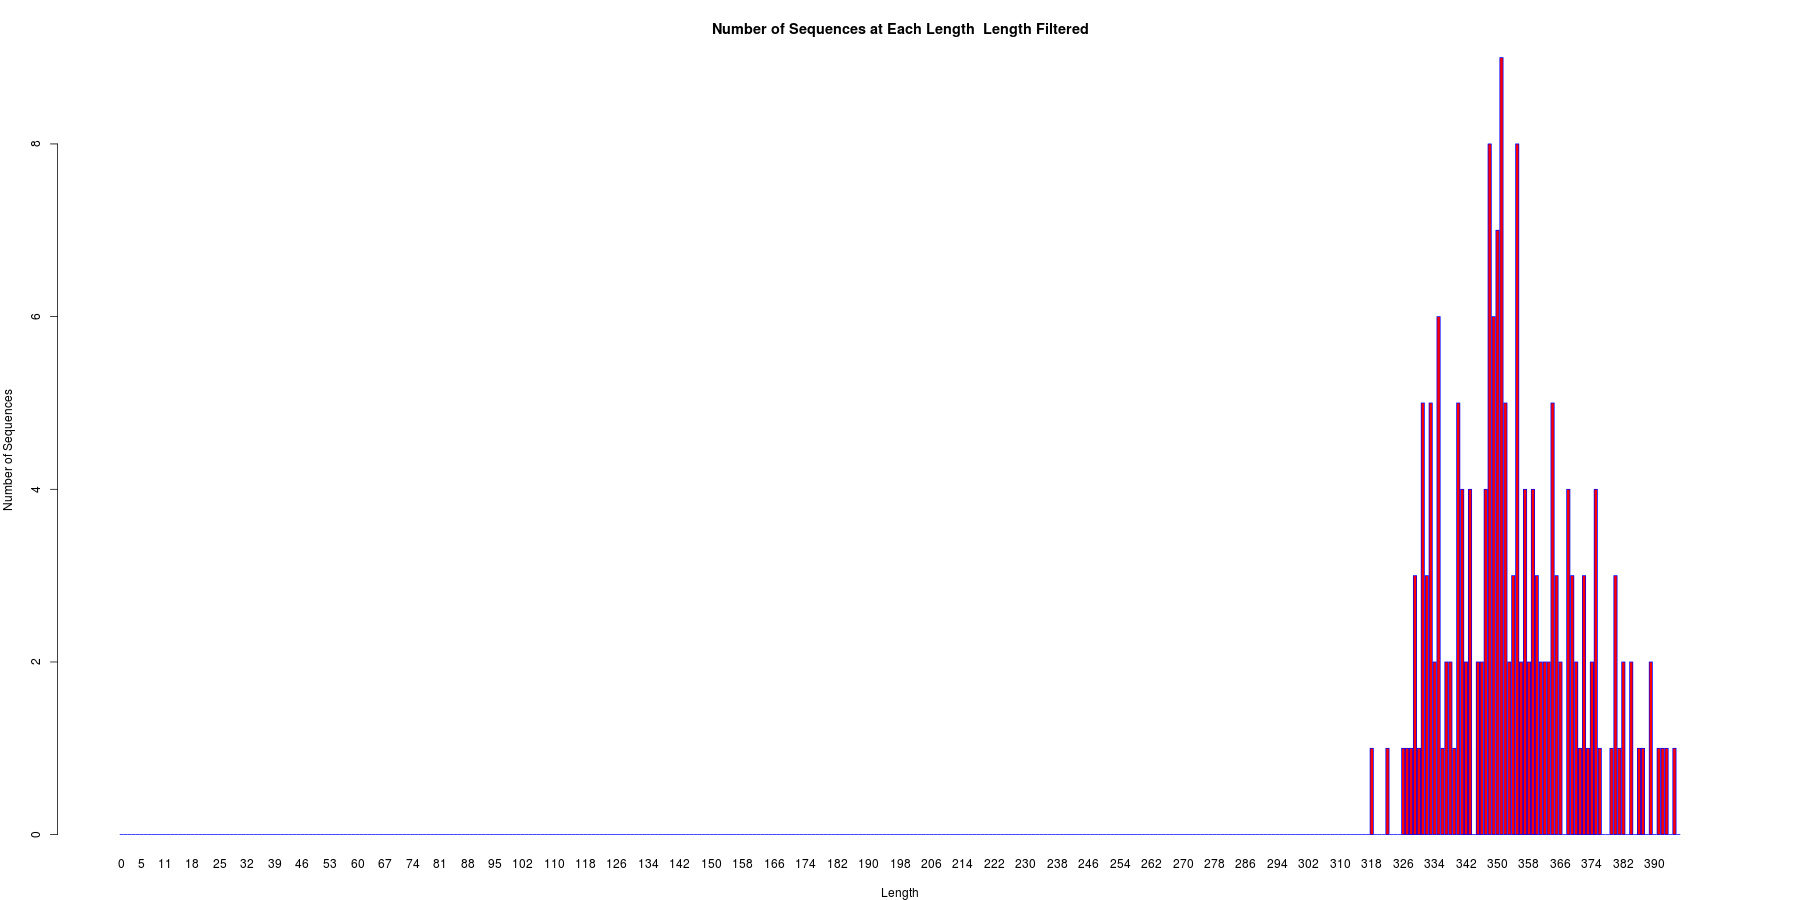 Number of Sequences at Each Length  Length Filtered
8
6
4
2
0
Number of Sequences
0 5 11 18 25 32 39 46 53 60 67 74 81 88 95 102 110 118 126 134 142 150 158 166 174 182 190 198 206 214 222 230 238 246 254 262 270 278 286 294 302 310 318 326 334 342 350 358 366 374 382 390
Length